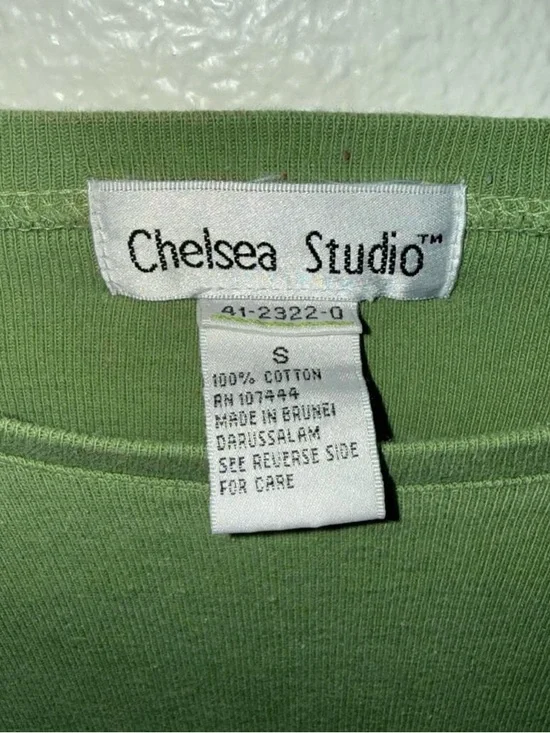 Chelsea Studio™
41-2322-0
S
100% COTTON
RN 107444
MADE IN BRUNEI
DARUSSALAM
SEE REVERSE SIDE
FOR CARE